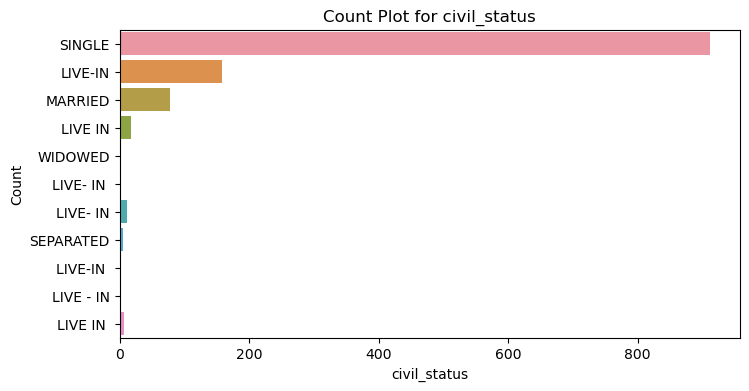 Count Plot for civil_status
SINGLE
LIVE-IN
MARRIED
LIVE IN
WIDOWED
LIVE- IN
LIVE- IN
SEPARATED
LIVE-IN
LIVE - IN
LIVE IN
Count
0 200 400 600 800
civil_status